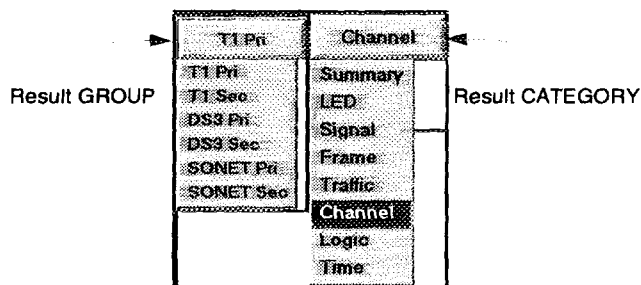 T1 Pri
Channel
Result GROUP
Result CATEGORY
T1 Pri
T1 Sec
DS3 Pri
DS3 Sec
SONET Pri
SONET Sec
Summary
LED
Signal
Frame
Traffic
Channel
Logic
Time